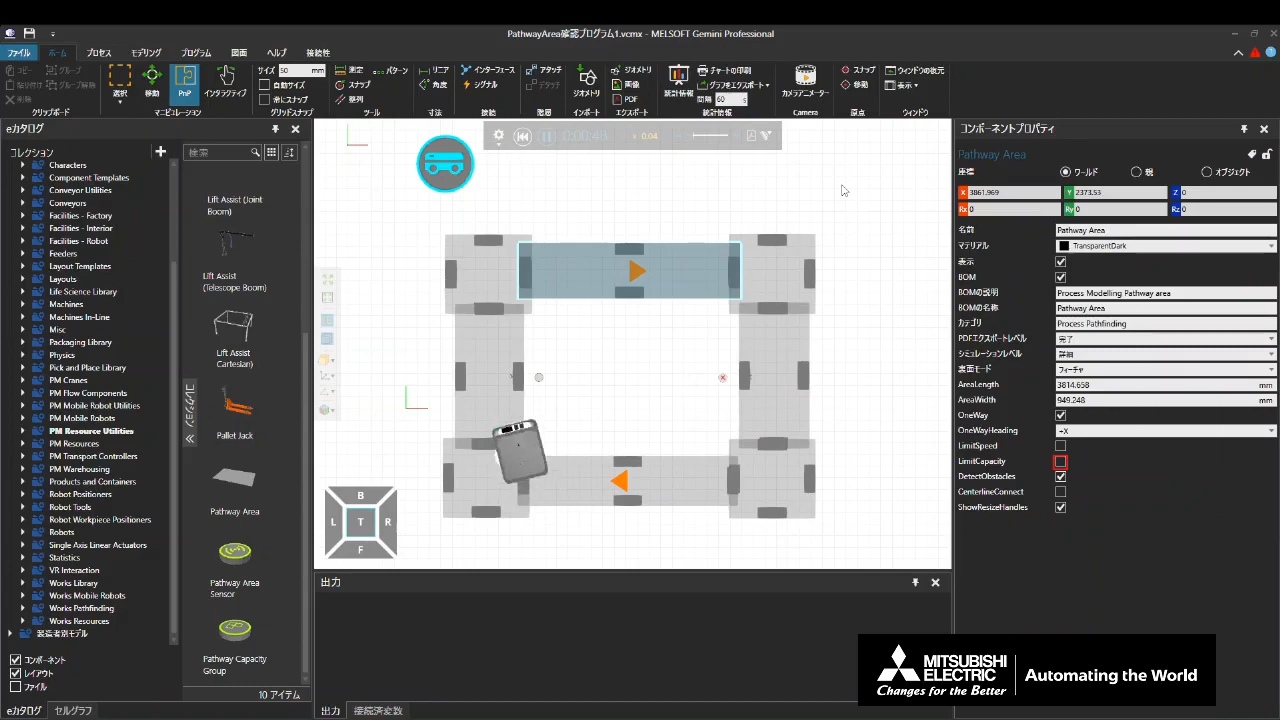 PathwayArea確認プログラム1.vcmx - MELSOFT Gemini Professional
ファイル ホーム プロセス モデリング プログラム 図面 ヘルプ 接続性
コピー グループ
貼り付け グループ解除
削除
クリップボード
選択 移動 PnP インタラクティブ
マニピュレーション
サイズ 50 mm
自動サイズ
常にスナップ
グリッドスナップ
測定 パターン
スナップ
整列
ツール
リニア
角度
寸法
インターフェース
シグナル
接続
アタッチ
デタッチ
階層
ジオメトリ
インポート
ジオメトリ
画像
PDF
エクスポート
統計情報
チャートの印刷
グラフをエクスポート
間隔 60 s
統計情報
カメラアニメーター
Camera
スナップ
移動
原点
ウィンドウの復元
表示
ウィンドウ
eカタログ
コレクション
Characters
Component Templates
Conveyor Utilities
Conveyors
Facilities - Factory
Facilities - Interior
Facilities - Robot
Feeders
Layout Templates
Layouts
Life Science Library
Machines
Machines In-Line
Misc
Packaging Library
Physics
Pick and Place Library
PM Cranes
PM Flow Components
PM Mobile Robot Utilities
PM Mobile Robots
PM Resource Utilities
PM Resources
PM Transport Controllers
PM Warehousing
Products and Containers
Robot Positioners
Robot Tools
Robot Workpiece Positioners
Robots
Single Axis Linear Actuators
Statistics
VR Interaction
Works Library
Works Mobile Robots
Works Pathfinding
Works Resources
製造者別モデル
コンポーネント
レイアウト
ファイル
eカタログ セルグラフ
検索
コレクション
Lift Assist (Joint Boom)
Lift Assist
(Telescope Boom)
Lift Assist
Cartesian)
Pallet Jack
Pathway Area
Pathway Area
Sensor
Pathway Capacity
Group
10 アイテム
0:00:48
x 0.04
B
L T R
F
出力
出力 接続済変数
コンポーネントプロパティ
Pathway Area
座標 ワールド 親 オブジェクト
X 3861.969 Y 2373.53 Z 0
Rx 0 Ry 0 Rz 0
名前 Pathway Area
マテリアル TransparentDark
表示
BOM
BOMの説明 Process Modelling Pathway area
BOMの名称 Pathway Area
カテゴリ Process Pathfinding
PDFエクスポートレベル 完了
シミュレーションレベル 詳細
裏面モード フィーチャ
AreaLength 3814.658 mm
AreaWidth 949.248 mm
OneWay
OneWayHeading +X
LimitSpeed
LimitCapacity
DetectObstacles
CenterlineConnect
ShowResizeHandles
MITSUBISHI
ELECTRIC
Changes for the Better
Automating the World